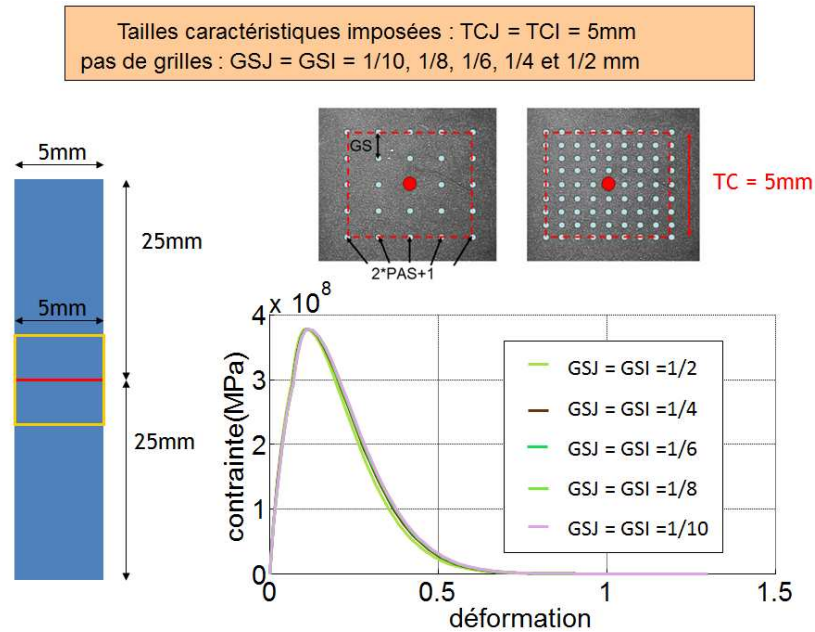 Tailles caractéristiques imposées : TCJ = TCI = 5mm
pas de grilles : GSJ = GSI = 1/10, 1/8, 1/6, 1/4 et 1/2 mm
5mm
25mm
5mm
25mm
GS
2*PAS+1
TC = 5mm
x 10^8
4
3
2
1
0
0
0.5
1
1.5
contrainte(MPa)
déformation
GSJ = GSI =1/2
GSJ = GSI =1/4
GSJ = GSI =1/6
GSJ = GSI =1/8
GSJ = GSI =1/10